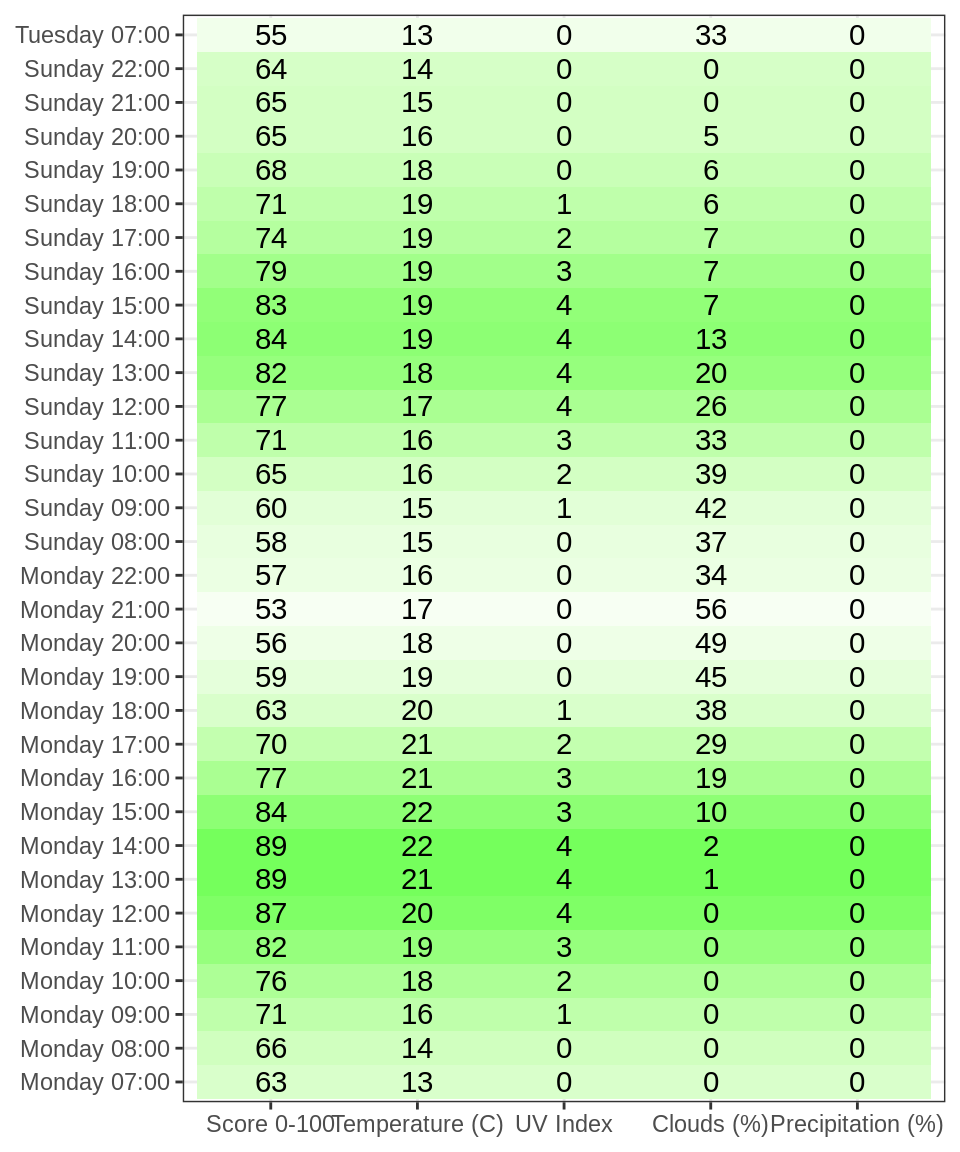 Tuesday 07:00 55 13 0 33 0
Sunday 22:00 64 14 0 0 0
Sunday 21:00 65 15 0 0 0
Sunday 20:00 65 16 0 5 0
Sunday 19:00 68 18 0 6 0
Sunday 18:00 71 19 1 6 0
Sunday 17:00 74 19 2 7 0
Sunday 16:00 79 19 3 7 0
Sunday 15:00 83 19 4 7 0
Sunday 14:00 84 19 4 13 0
Sunday 13:00 82 18 4 20 0
Sunday 12:00 77 17 4 26 0
Sunday 11:00 71 16 3 33 0
Sunday 10:00 65 16 2 39 0
Sunday 09:00 60 15 1 42 0
Sunday 08:00 58 15 0 37 0
Monday 22:00 57 16 0 34 0
Monday 21:00 53 17 0 56 0
Monday 20:00 56 18 0 49 0
Monday 19:00 59 19 0 45 0
Monday 18:00 63 20 1 38 0
Monday 17:00 70 21 2 29 0
Monday 16:00 77 21 3 19 0
Monday 15:00 84 22 3 10 0
Monday 14:00 89 22 4 2 0
Monday 13:00 89 21 4 1 0
Monday 12:00 87 20 4 0 0
Monday 11:00 82 19 3 0 0
Monday 10:00 76 18 2 0 0
Monday 09:00 71 16 1 0 0
Monday 08:00 66 14 0 0 0
Monday 07:00 63 13 0 0 0
Score 0-100 Temperature (C) UV Index Clouds (%) Precipitation (%)